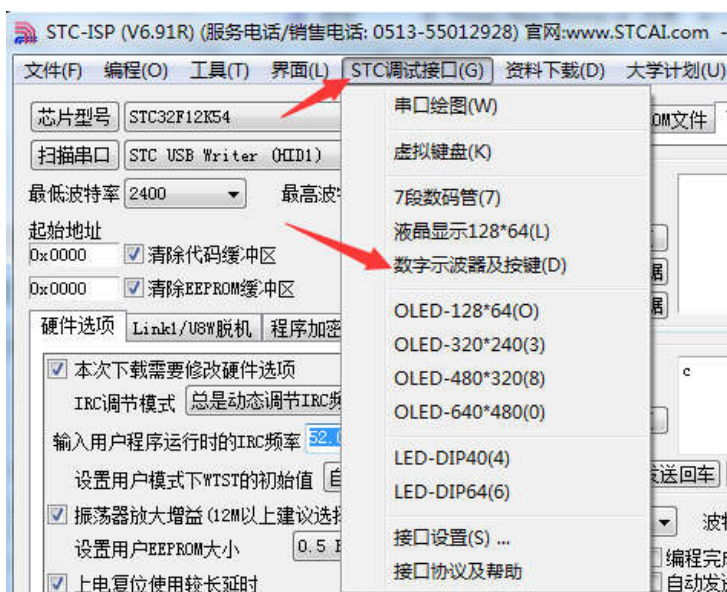 STC-ISP (V6.91R) (服务电话/销售电话: 0513-55012928) 官网:www.STCAI.com -
文件(F) 编程(O) 工具(T) 界面(L) STC调试接口(G) 资料下载(D) 大学计划(U)
芯片型号 STC32F12K54
扫描串口 STC USB Writer (HID1)
最低波特率 2400 最高波
起始地址
0x0000 清除代码缓冲区
0x0000 清除EEPROM缓冲区
硬件选项 Link1/U8W脱机 程序加密
本次下载需要修改硬件选项
IRC调节模式 总是动态调节IRC频
输入用户程序运行时的IRC频率 52.0
设置用户模式下WTST的初始值 自
振荡器放大增益(12M以上建议选择
设置用户EEPROM大小 0.5
上电复位使用较长延时
串口绘图(W)
虚拟键盘(K)
7段数码管(7)
液晶显示128*64(L)
数字示波器及按键(D)
OLED-128*64(O)
OLED-320*240(3)
OLED-480*320(8)
OLED-640*480(0)
LED-DIP40(4)
LED-DIP64(6)
接口设置(S) ...
接口协议及帮助
OM文件
据
据
c
发送回车
波特
编程完成
自动发送